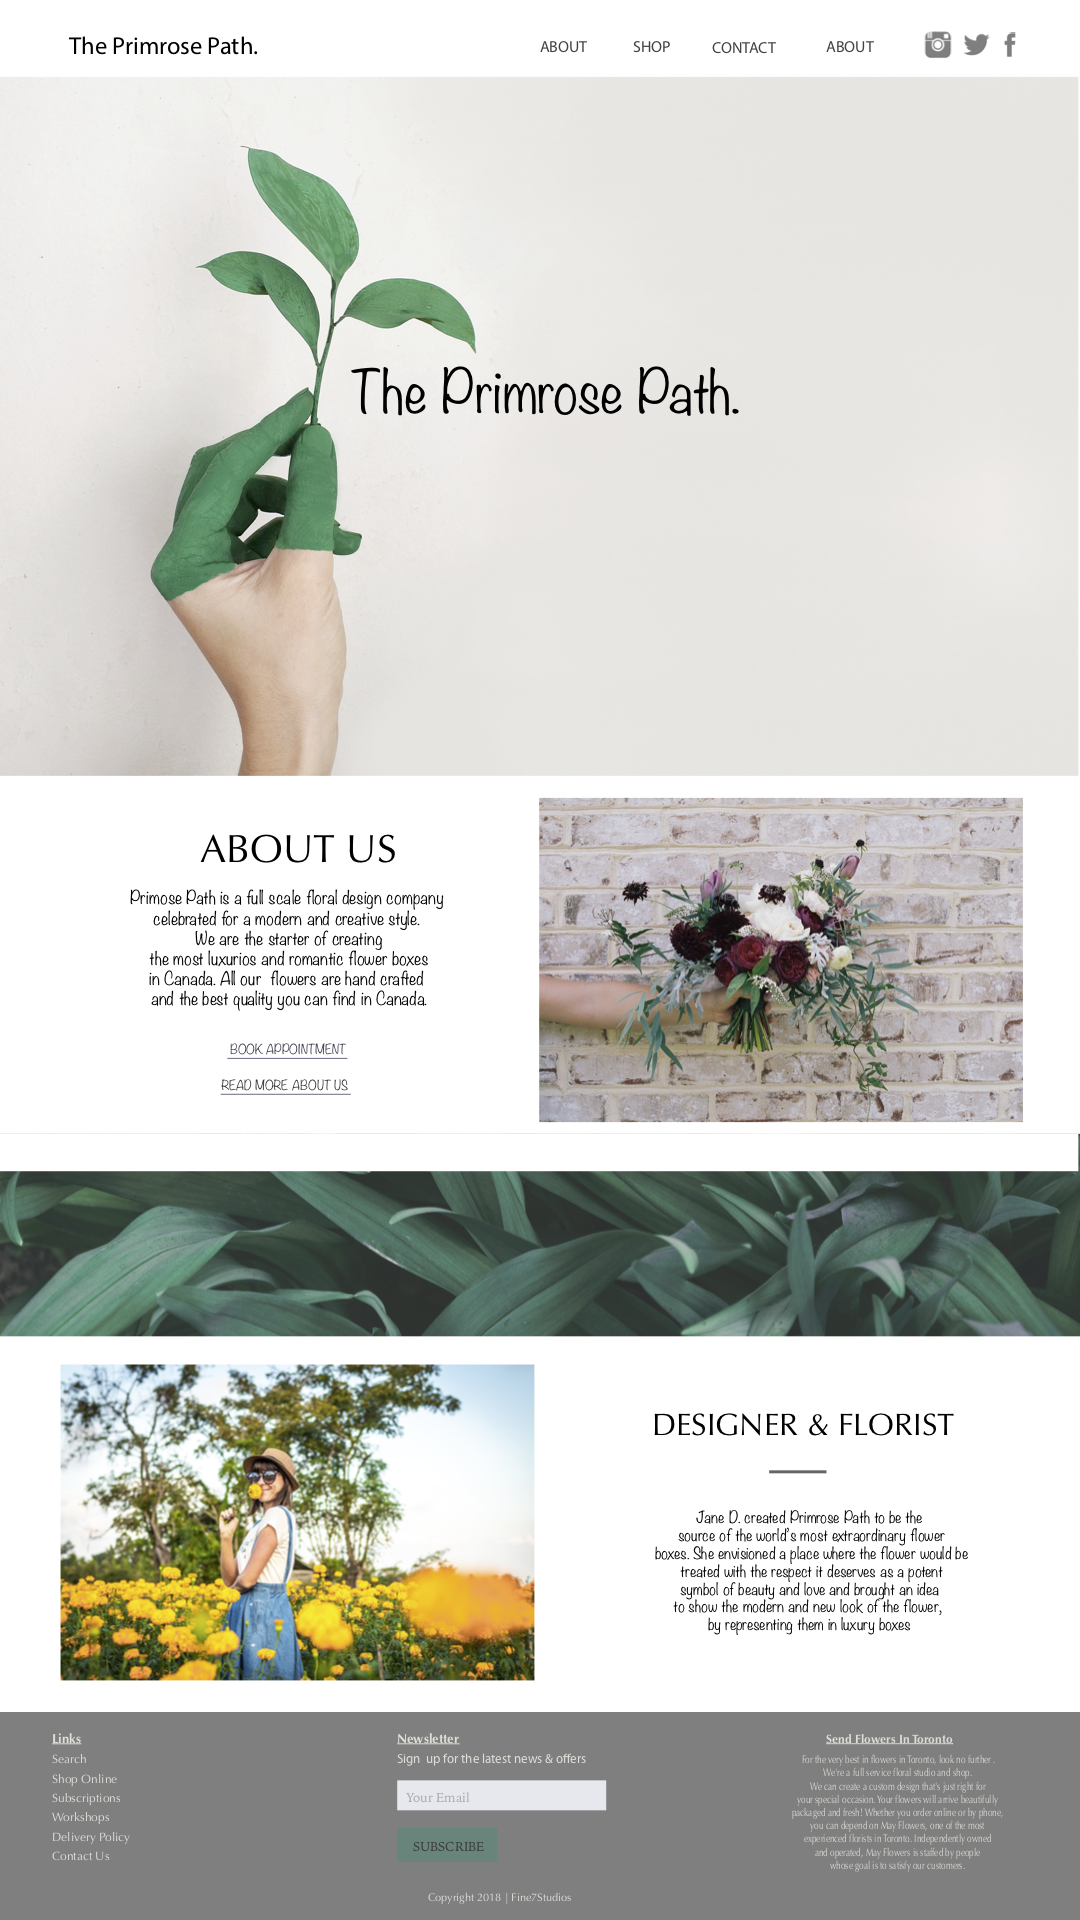 The Primrose Path.
ABOUT SHOP CONTACT ABOUT
The Primrose Path.
ABOUT US
Primose Path is a full scale floral design company
celebrated for a modern and creative style.
We are the starter of creating
the most luxurios and romantic flower boxes
in Canada. All our flowers are hand crafted
and the best quality you can find in Canada.
BOOK APPOINTMENT
READ MORE ABOUT US
DESIGNER & FLORIST
Jane D. created Primrose Path to be the
source of the world's most extraordinary flower
boxes. She envisioned a place where the flower would be
treated with the respect it deserves as a potent
symbol of beauty and love and brought an idea
to show the modern and new look of the flower,
by representing them in luxury boxes
Links
Search
Shop Online
Subscriptions
Workshops
Delivery Policy
Contact Us
Newsletter
Sign up for the latest news & offers
Your Email
SUBSCRIBE
Send Flowers In Toronto
For the very best in flowers in Toronto, look no further .
We're a full service floral studio and shop.
We can create a custom design that's just right for
your special occasion. Your flowers will arrive beautifully
packaged and fresh! Whether you order online or by phone,
you can depend on May Flowers, one of the most
experienced florists in Toronto. Independently owned
and operated, May Flowers is staffed by people
whose goal is to satisfy our customers.
Copyright 2018 | Fine7Studios